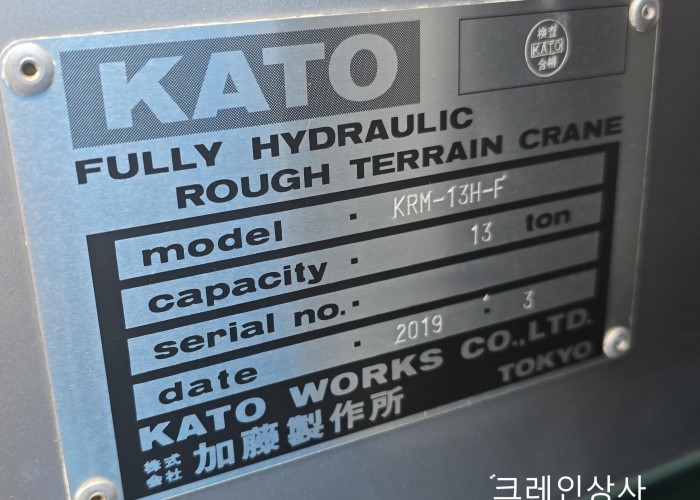 KATO
検査
KATO
合格
FULLY HYDRAULIC
ROUGH TERRAIN CRANE
model · KRM-13H-F
capacity · 13 ton
serial no. ·
date · 2019 · 3
KATO WORKS CO.,LTD.
TOKYO
株式会社 加藤製作所
크레인상사